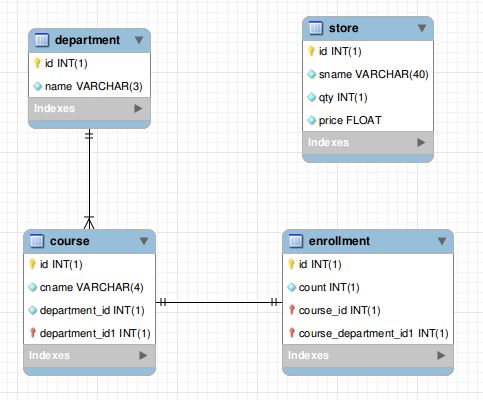 department
id INT(1)
name VARCHAR(3)
Indexes
store
id INT(1)
sname VARCHAR(40)
qty INT(1)
price FLOAT
Indexes
course
id INT(1)
cname VARCHAR(4)
department_id INT(1)
department_id1 INT(1)
Indexes
enrollment
id INT(1)
count INT(1)
course_id INT(1)
course_department_id1 INT(1)
Indexes